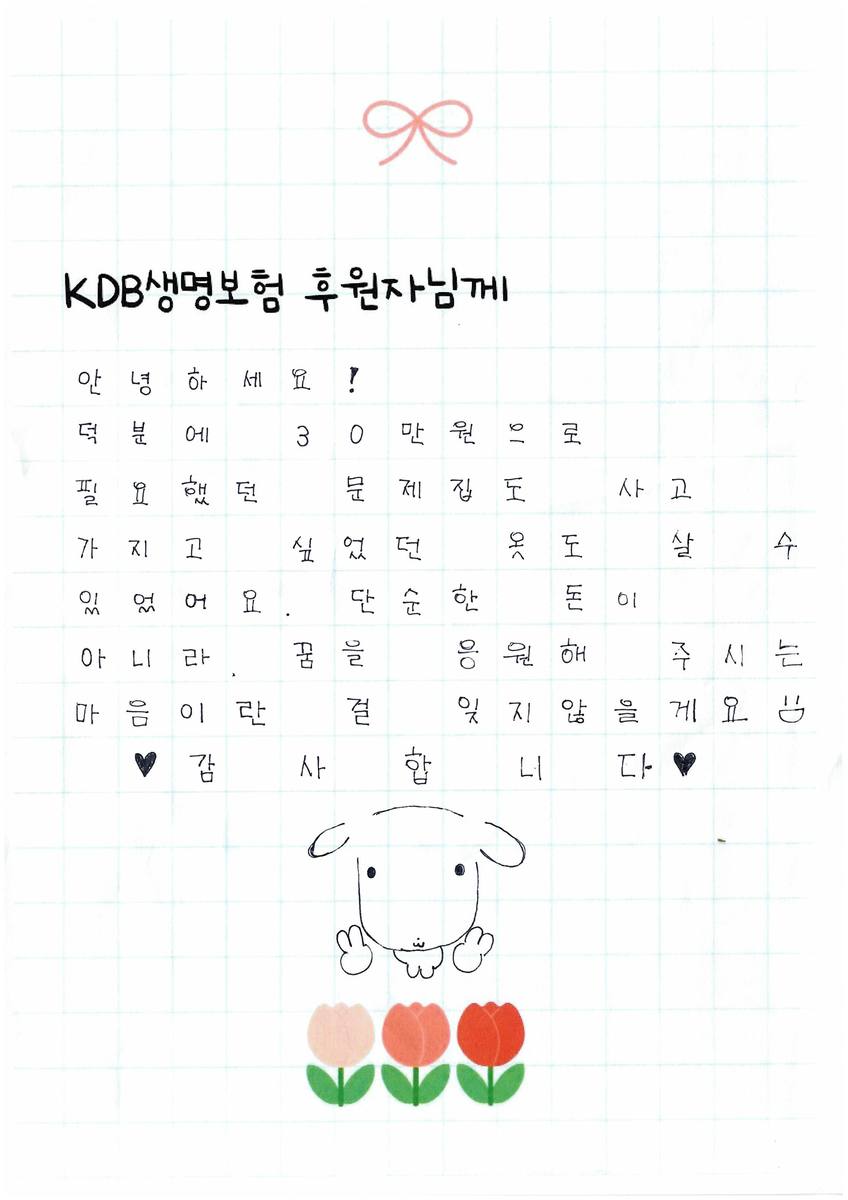 KDB생명보험 후원자님께
안녕하세요!
덕분에 30만원으로
필요했던 문제집도 사고
가지고 싶었던 옷도 살 수
있었어요. 단순한 돈이
아니라. 꿈을 응원해 주시는
마음이란 걸 잊지않을게요
♥감사합니다♥